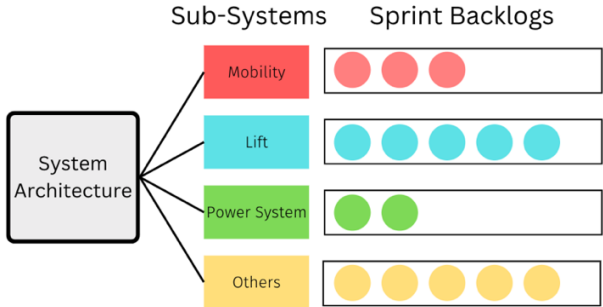 Sub-Systems
Sprint Backlogs
System
Architecture
Mobility
Lift
Power System
Others